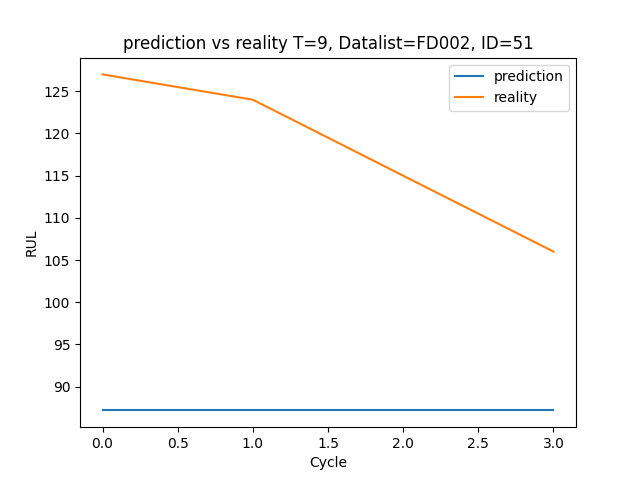 prediction vs reality T=9, Datalist=FD002, ID=51
prediction
reality
125
120
115
110
105
100
95
90
RUL
0.0 0.5 1.0 1.5 2.0 2.5 3.0
Cycle